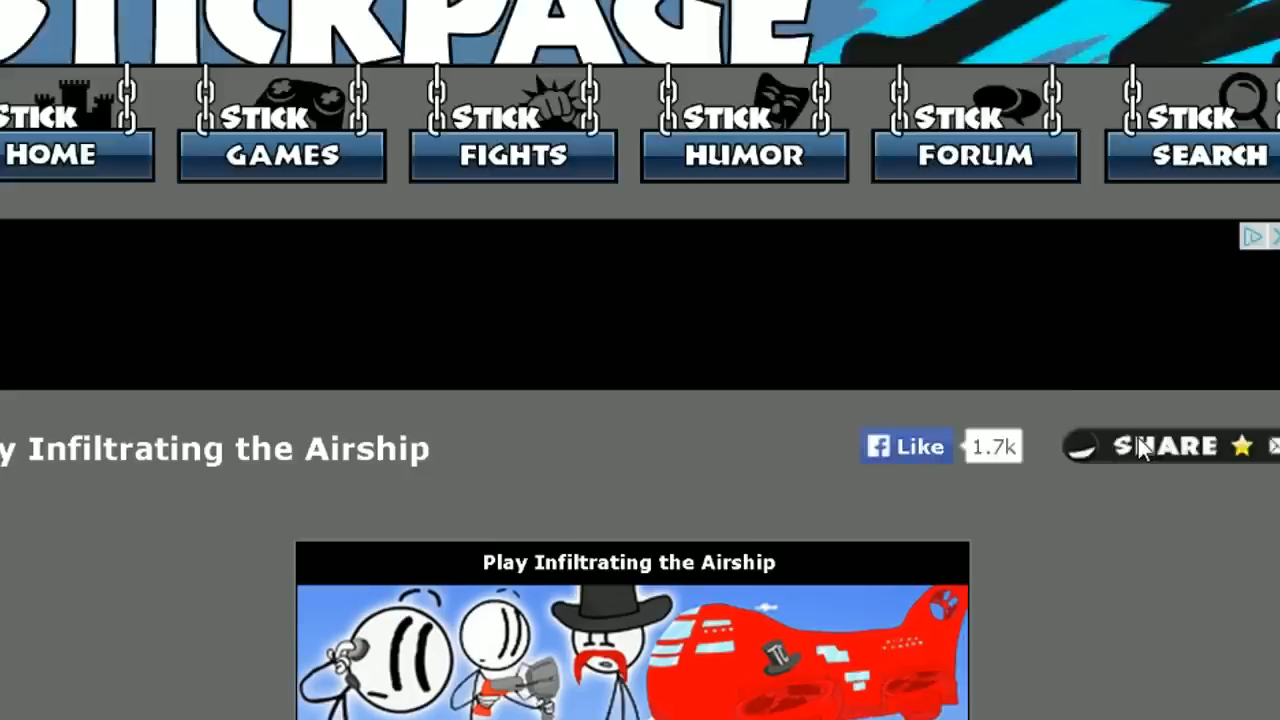 STICKPAGE
STICK HOME
STICK GAMES
STICK FIGHTS
STICK HUMOR
STICK FORUM
STICK SEARCH
y Infiltrating the Airship
Like 1.7k
SHARE
Play Infiltrating the Airship